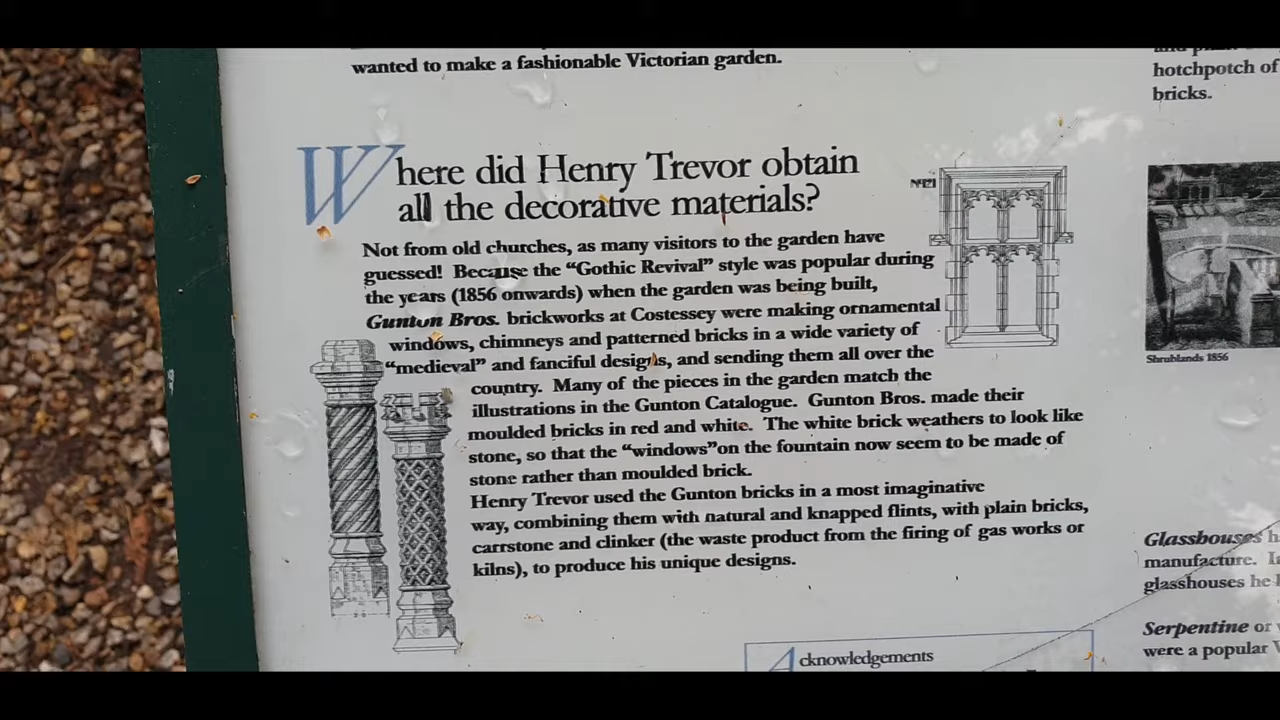 wanted to make a fashionable Victorian garden.
Where did Henry Trevor obtain
all the decorative materials?
Not from old churches, as many visitors to the garden have
guessed! Because the “Gothic Revival” style was popular during
the years (1856 onwards) when the garden was being built,
Gunton Bros. brickworks at Costessey were making ornamental
windows, chimneys and patterned bricks in a wide variety of
“medieval” and fanciful designs, and sending them all over the
country. Many of the pieces in the garden match the
illustrations in the Gunton Catalogue. Gunton Bros. made their
moulded bricks in red and white. The white brick weathers to look like
stone, so that the “windows”on the fountain now seem to be made of
stone rather than moulded brick.
Henry Trevor used the Gunton bricks in a most imaginative
way, combining them with natural and knapped flints, with plain bricks,
carrstone and clinker (the waste product from the firing of gas works or
kilns), to produce his unique designs.
Acknowledgements
hotchpotch of
bricks.
Shrublands 1856
Glasshouses
manufacture.
glasshouses he
Serpentine or
were a popular